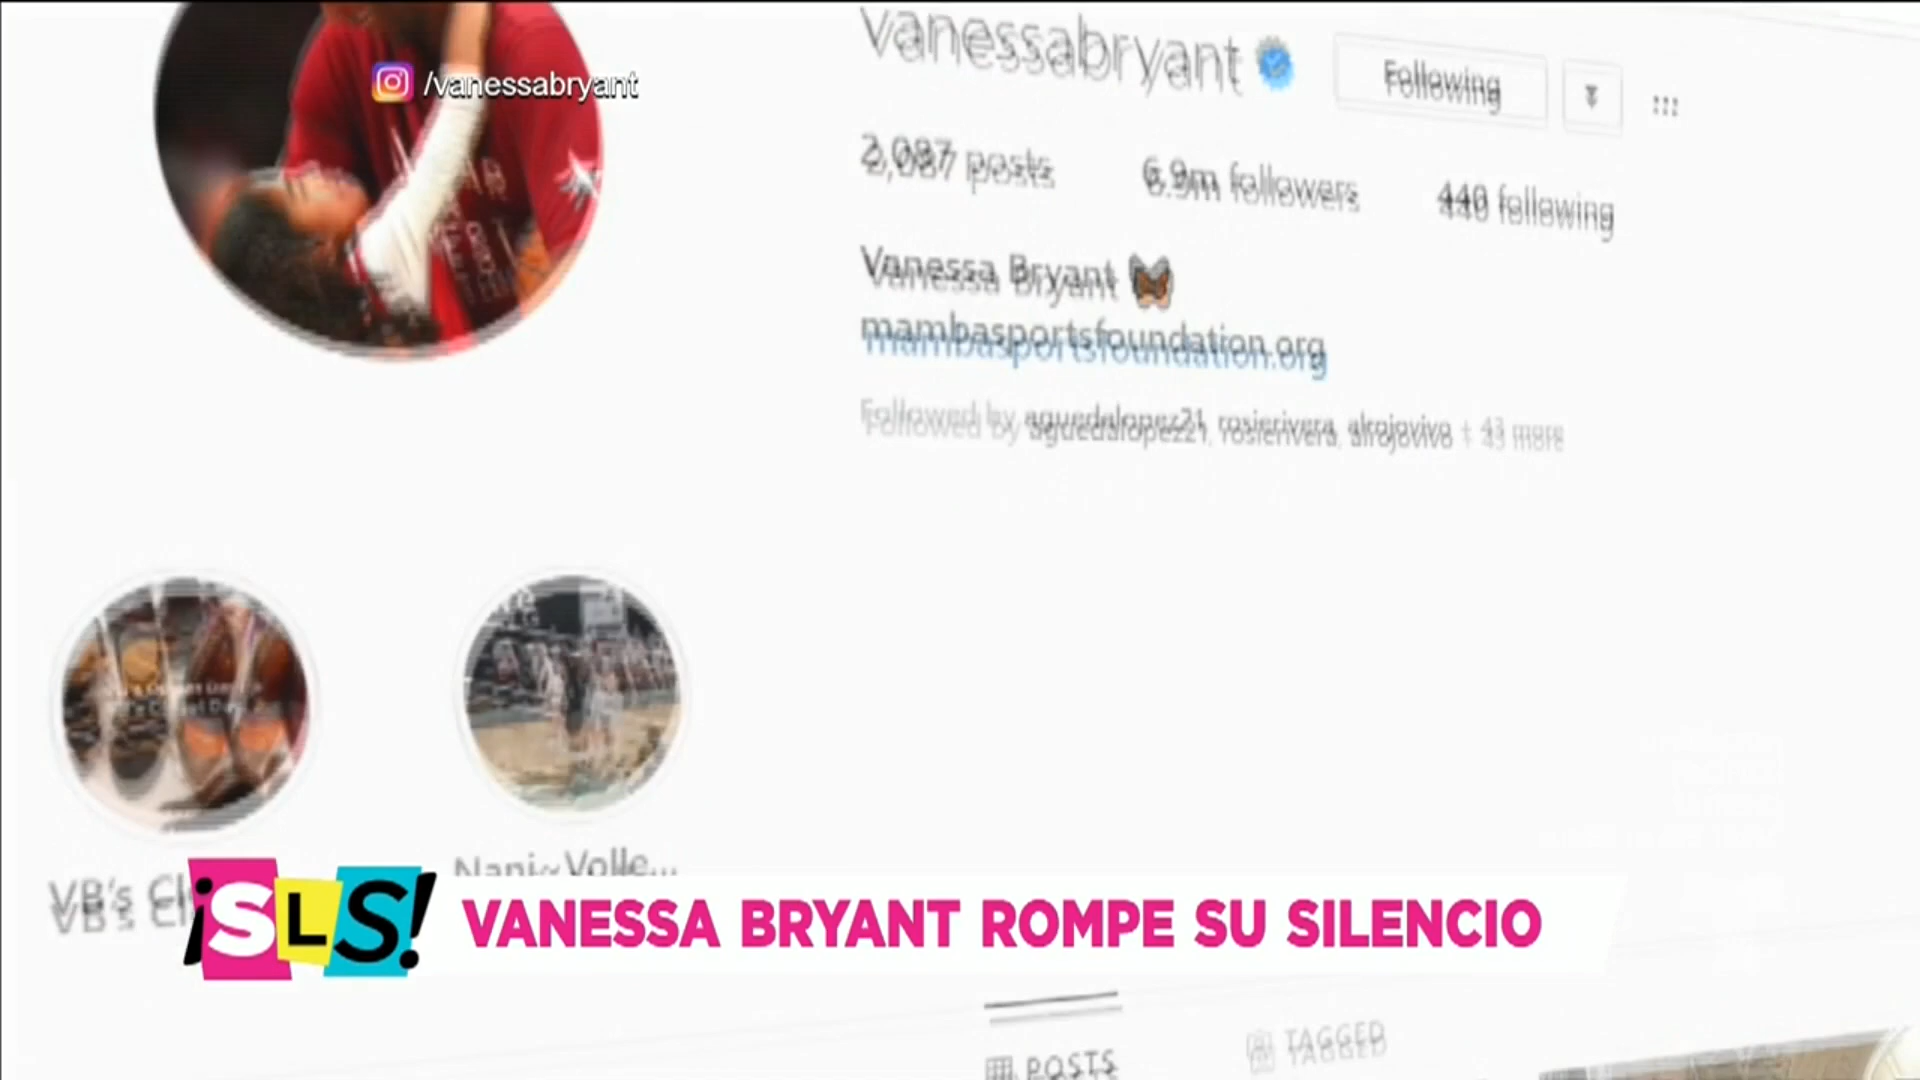 /vanessabryant
vanessabryant
Following
2,087 posts
6.9m followers
440 following
Vanessa Bryant
mambasportsfoundation.org
Followed by aguedalopez21, rosierivera, alrojovivo + 43 more
VB's
Nani~Volle...
¡SLS!
VANESSA BRYANT ROMPE SU SILENCIO
POSTS
TAGGED